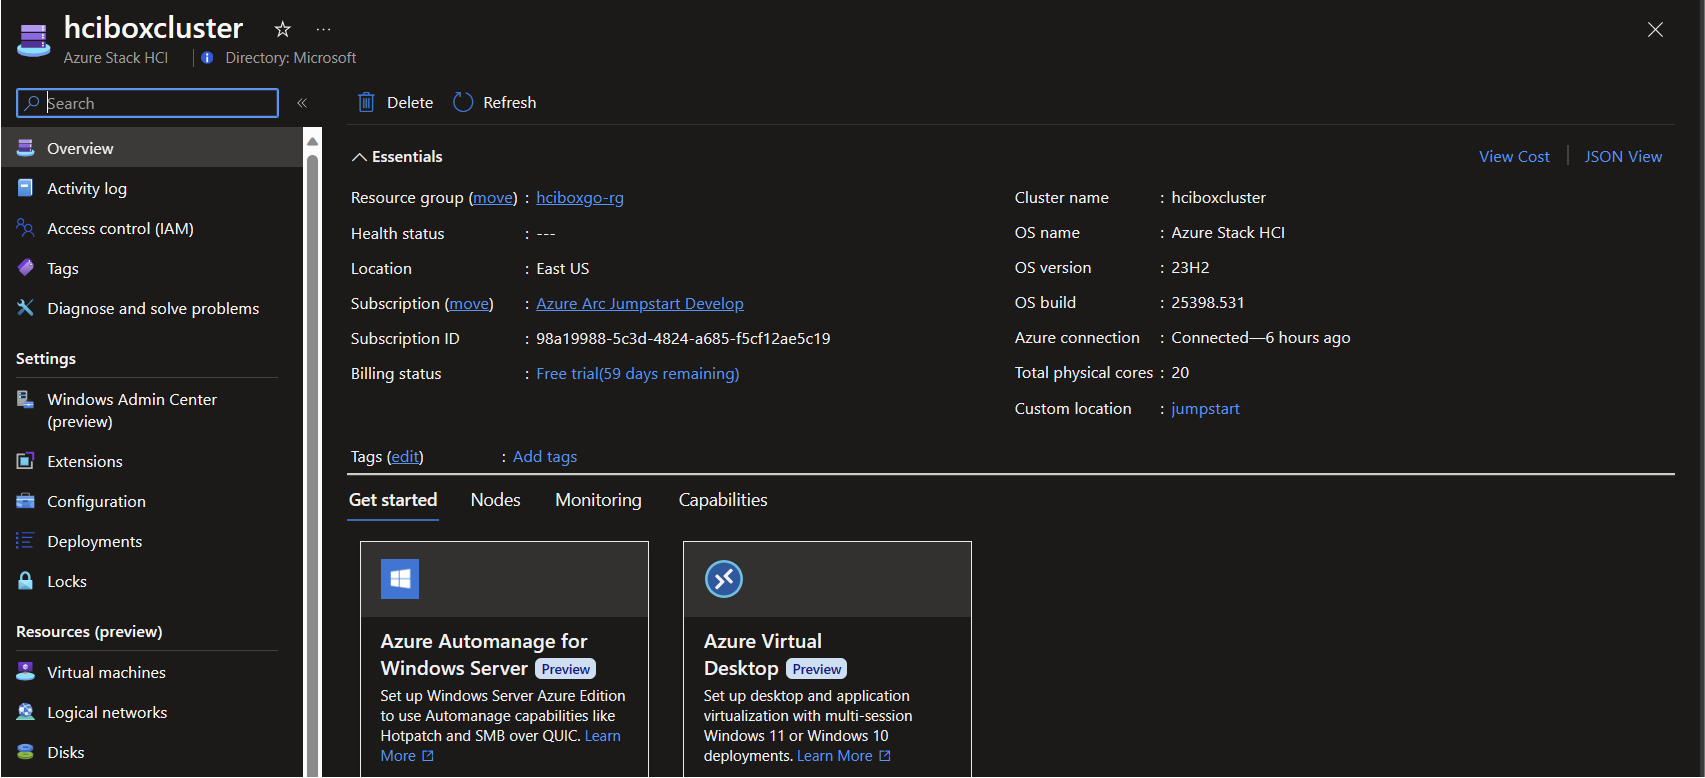 hciboxcluster
Azure Stack HCI
Directory: Microsoft
Search
Overview
Activity log
Access control (IAM)
Tags
Diagnose and solve problems
Settings
Windows Admin Center
(preview)
Extensions
Configuration
Deployments
Locks
Resources (preview)
Virtual machines
Logical networks
Disks
Delete
Refresh
Essentials
View Cost
JSON View
Resource group (move) : hciboxgo-rg
Health status : ---
Location : East US
Subscription (move) : Azure Arc Jumpstart Develop
Subscription ID : 98a19988-5c3d-4824-a685-f5cf12ae5c19
Billing status : Free trial(59 days remaining)
Cluster name : hciboxcluster
OS name : Azure Stack HCI
OS version : 23H2
OS build : 25398.531
Azure connection : Connected—6 hours ago
Total physical cores : 20
Custom location : jumpstart
Tags (edit) : Add tags
Get started
Nodes
Monitoring
Capabilities
Azure Automanage for
Windows Server Preview
Set up Windows Server Azure Edition
to use Automanage capabilities like
Hotpatch and SMB over QUIC. Learn
More
Azure Virtual
Desktop Preview
Set up desktop and application
virtualization with multi-session
Windows 11 or Windows 10
deployments. Learn More